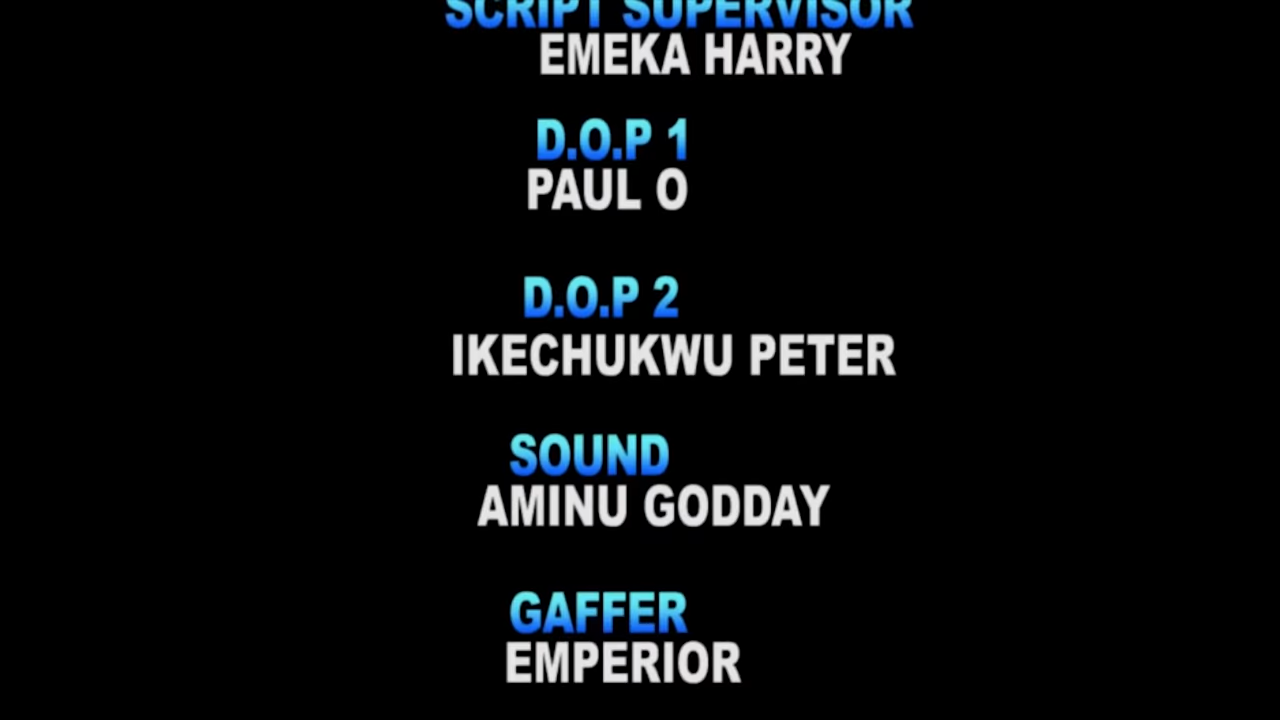 SCRIPT SUPERVISOR
EMEKA HARRY
D.O.P 1
PAUL O
D.O.P 2
IKECHUKWU PETER
SOUND
AMINU GODDAY
GAFFER
EMPERIOR